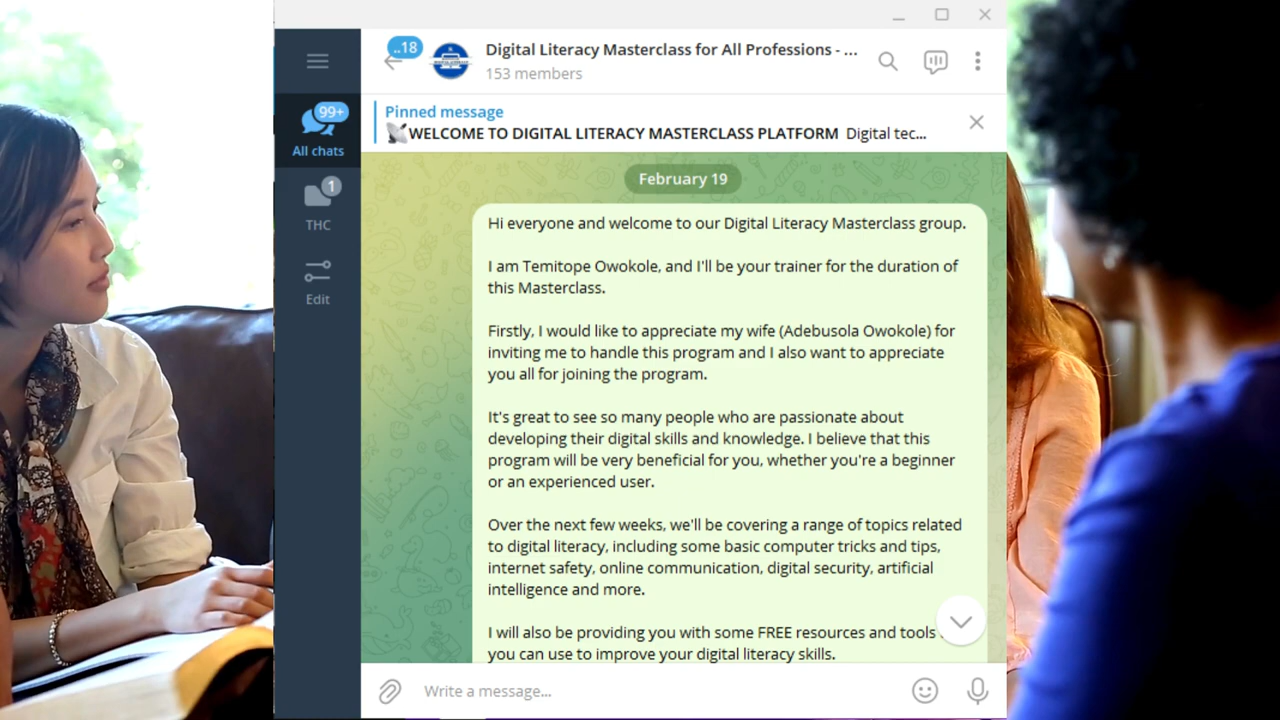 ..18
Digital Literacy Masterclass for All Professions - ...
153 members
99+
All chats
1
THC
Edit
Pinned message
WELCOME TO DIGITAL LITERACY MASTERCLASS PLATFORM Digital tec...
February 19
Hi everyone and welcome to our Digital Literacy Masterclass group.
I am Temitope Owokole, and I'll be your trainer for the duration of
this Masterclass.
Firstly, I would like to appreciate my wife (Adebusola Owokole) for
inviting me to handle this program and I also want to appreciate
you all for joining the program.
It's great to see so many people who are passionate about
developing their digital skills and knowledge. I believe that this
program will be very beneficial for you, whether you're a beginner
or an experienced user.
Over the next few weeks, we'll be covering a range of topics related
to digital literacy, including some basic computer tricks and tips,
internet safety, online communication, digital security, artificial
intelligence and more.
I will also be providing you with some FREE resources and tools
you can use to improve your digital literacy skills.
Write a message...